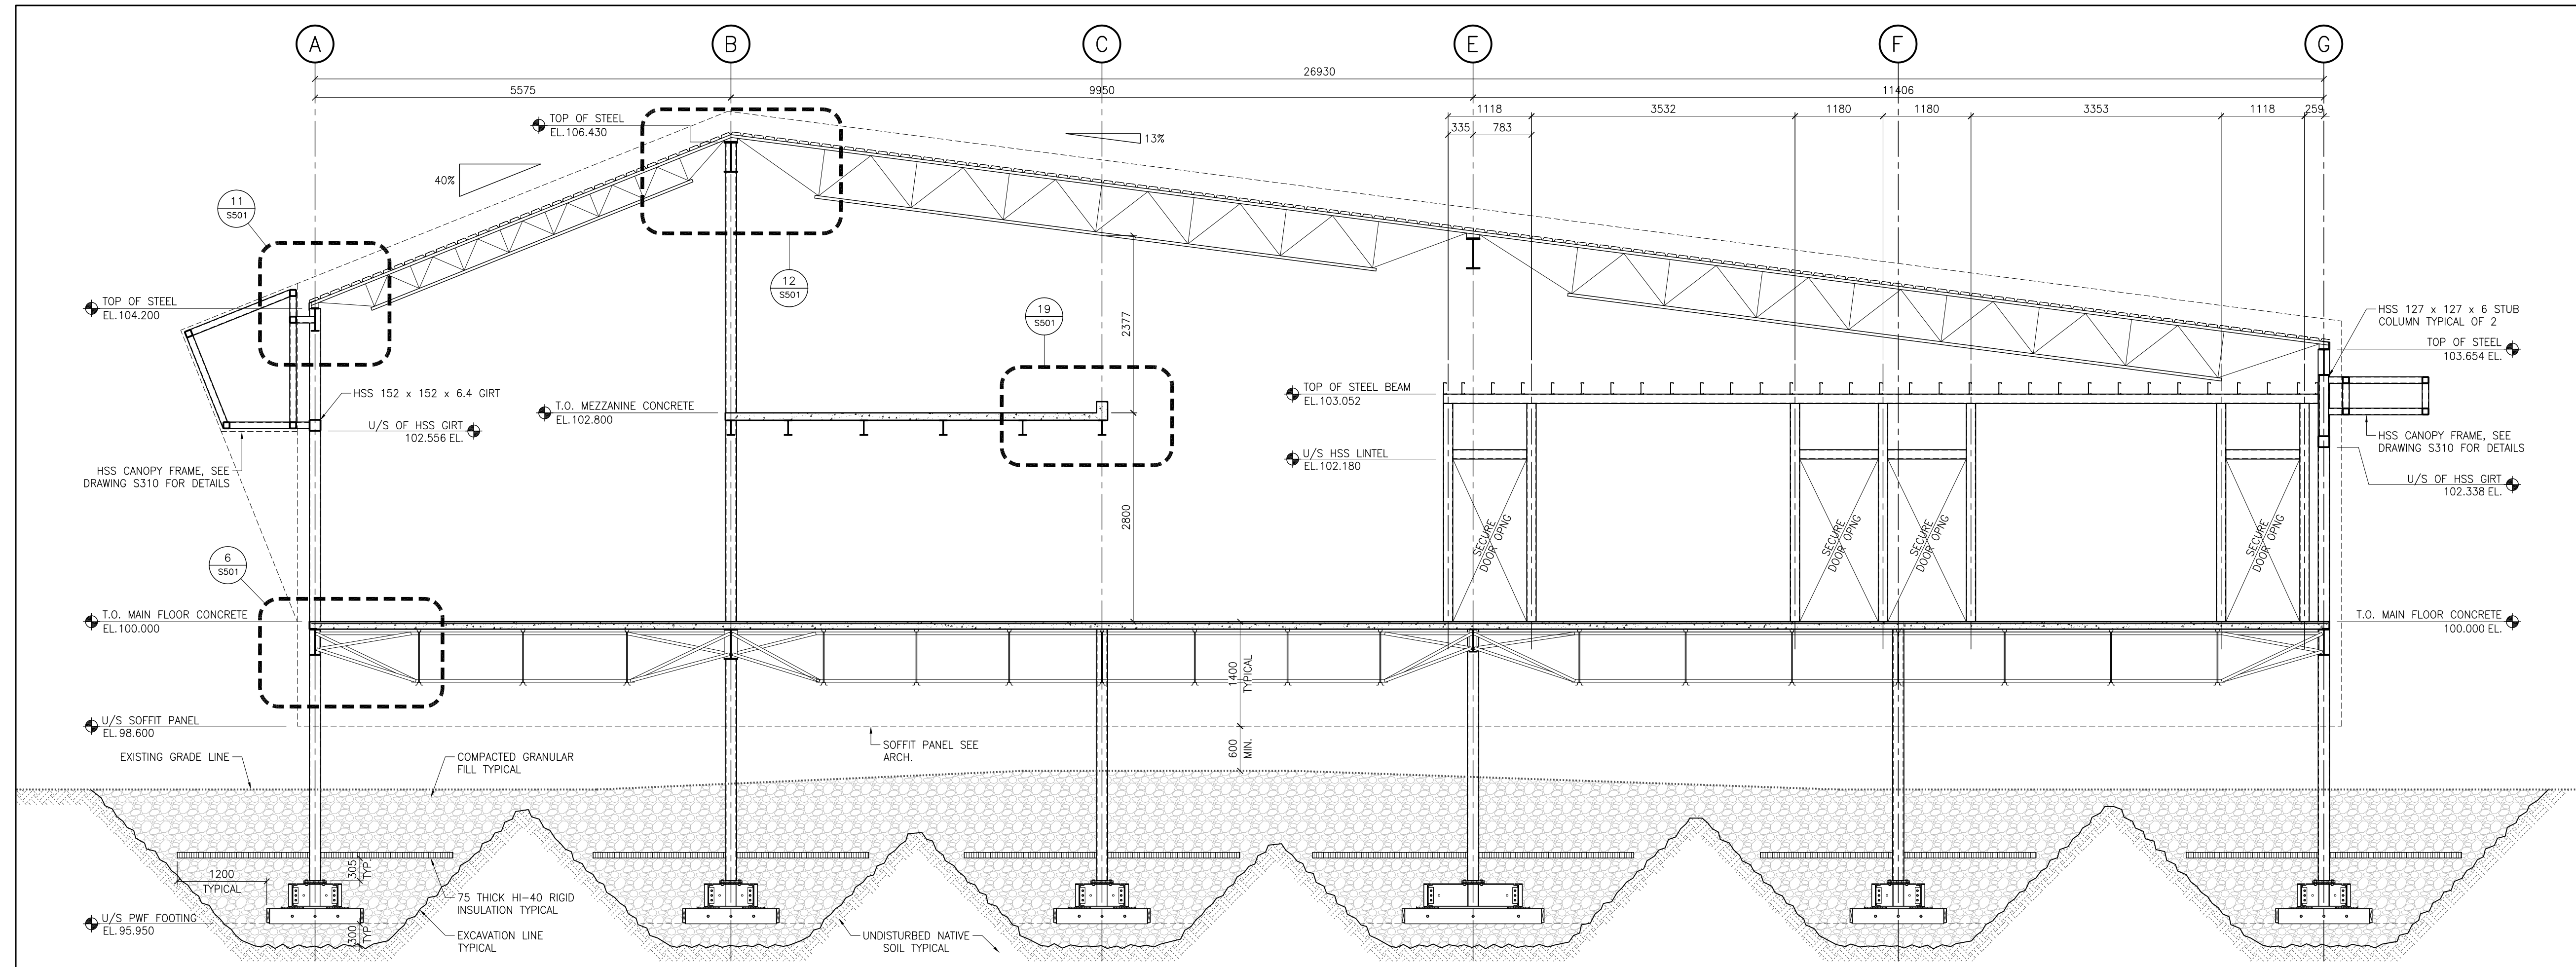 A
B
C
E
F
G
26930
5575
9950
11406
1118
3532
1180
1180
3353
1118
259
335
783
TOP OF STEEL
EL.106.430
13%
40%
11
S501
12
S501
19
S501
2377
TOP OF STEEL
EL.104.200
HSS 127 x 127 x 6 STUB
COLUMN TYPICAL OF 2
TOP OF STEEL
103.654 EL.
HSS 152 x 152 x 6.4 GIRT
TOP OF STEEL BEAM
EL.103.052
T.O. MEZZANINE CONCRETE
EL.102.800
U/S OF HSS GIRT
102.556 EL.
HSS CANOPY FRAME, SEE
DRAWING S310 FOR DETAILS
HSS CANOPY FRAME, SEE
DRAWING S310 FOR DETAILS
U/S HSS LINTEL
EL.102.180
U/S OF HSS GIRT
102.338 EL.
2800
SECURE
DOOR OPNG
SECURE
DOOR OPNG
SECURE
DOOR OPNG
SECURE
DOOR OPNG
6
S501
T.O. MAIN FLOOR CONCRETE
EL.100.000
T.O. MAIN FLOOR CONCRETE
100.000 EL.
1400
TYPICAL
U/S SOFFIT PANEL
EL.98.600
SOFFIT PANEL SEE
ARCH.
600
MIN.
EXISTING GRADE LINE
COMPACTED GRANULAR
FILL TYPICAL
1200
TYPICAL
305
TYP.
75 THICK HI-40 RIGID
INSULATION TYPICAL
U/S PWF FOOTING
EL.95.950
300
TYP.
EXCAVATION LINE
TYPICAL
UNDISTURBED NATIVE
SOIL TYPICAL